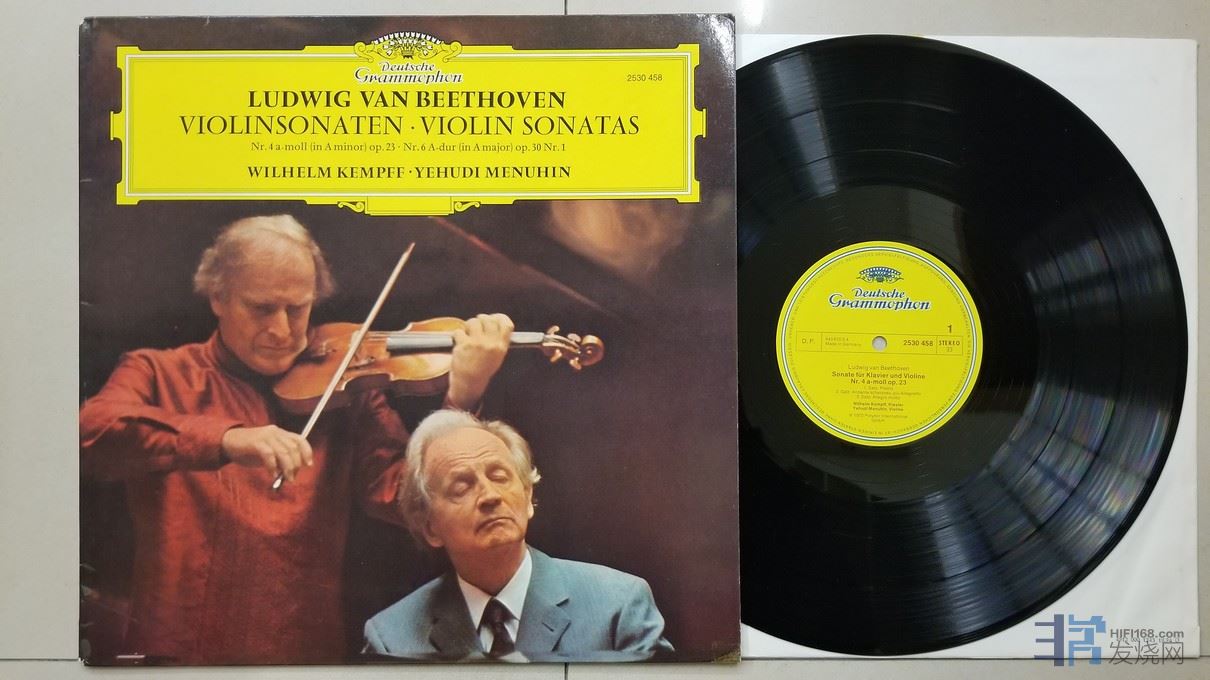 Deutsche
Grammophon
2530 458
LUDWIG VAN BEETHOVEN
VIOLINSONATEN · VIOLIN SONATAS
Nr. 4 a-moll (in A minor) op. 23 · Nr. 6 A-dur (in A major) op. 30 Nr. 1
WILHELM KEMPFF · YEHUDI MENUHIN
Deutsche
Grammophon
1
Made in Germany
2530 458
STEREO
33
Ludwig van Beethoven
Sonate für Klavier und Violine
Nr. 4 a-moll op. 23
Wilhelm Kempff, Klavier
Yehudi Menuhin, Violine
HIFI168.com
发烧网